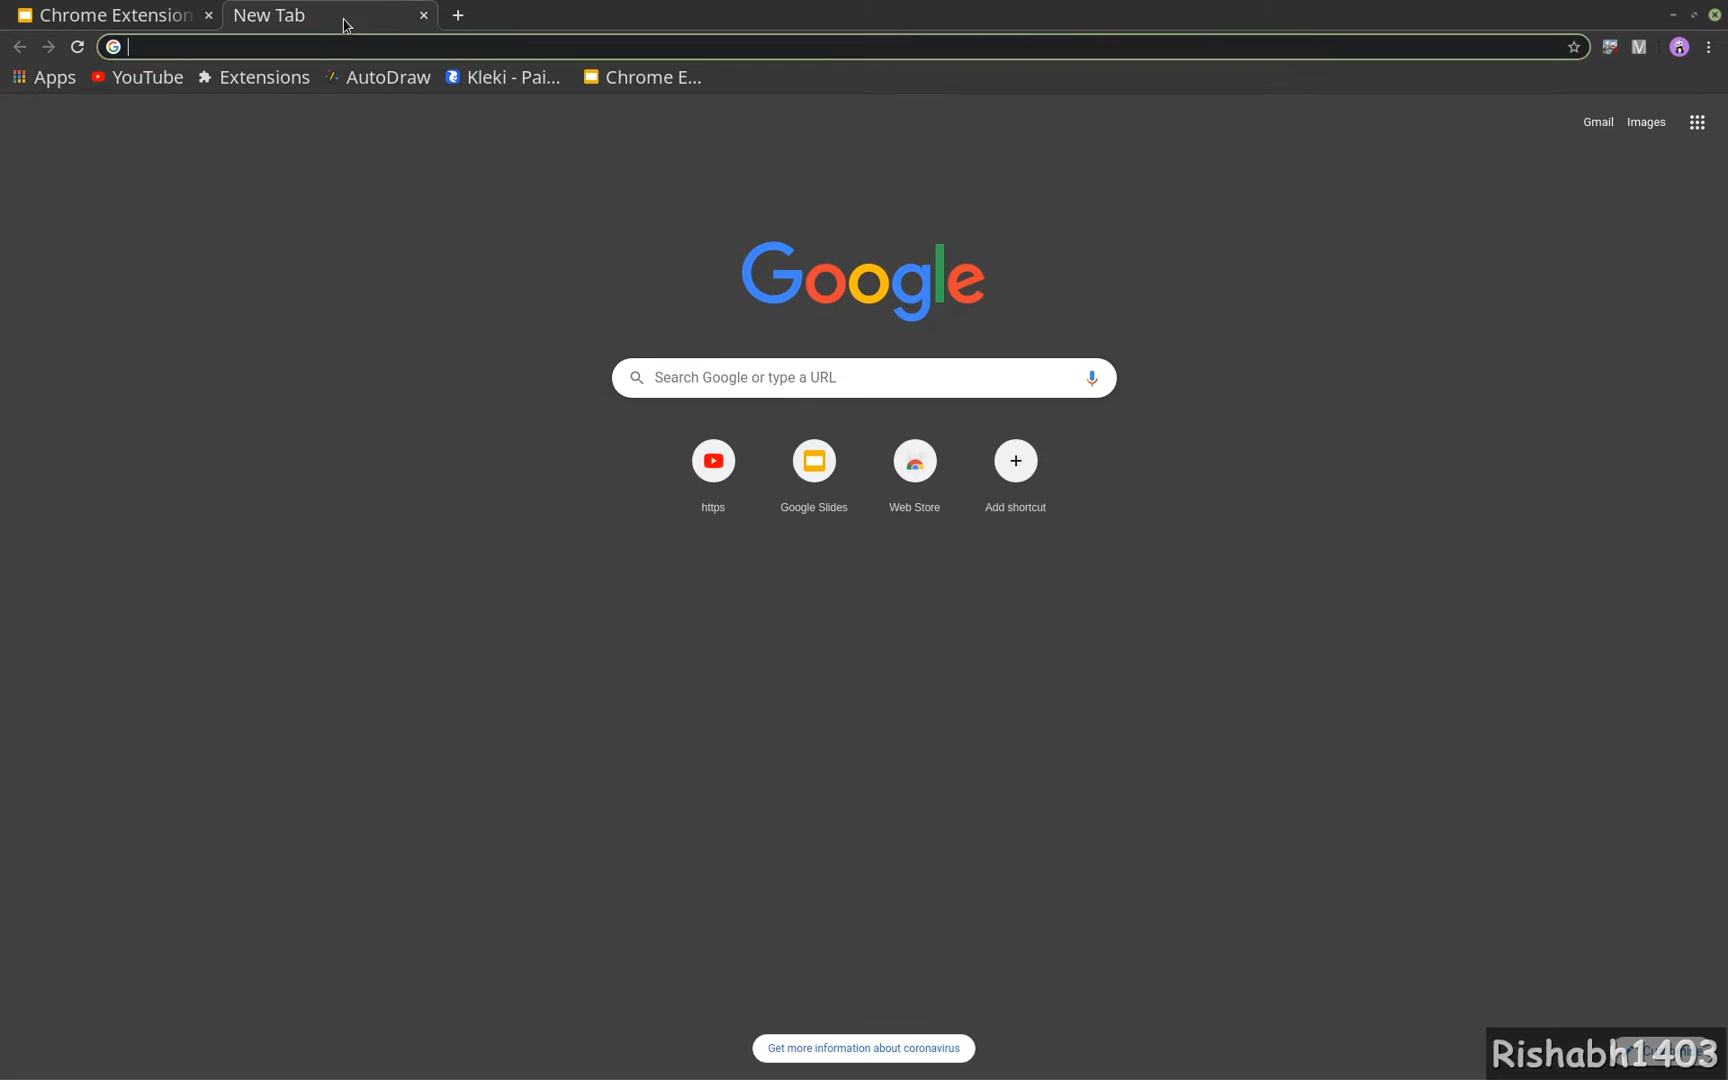 Chrome Extension
New Tab
Apps YouTube Extensions AutoDraw Kleki - Pai... Chrome E...
Gmail Images
Google
Search Google or type a URL
https Google Slides Web Store Add shortcut
Get more information about coronavirus
Rishabh1403